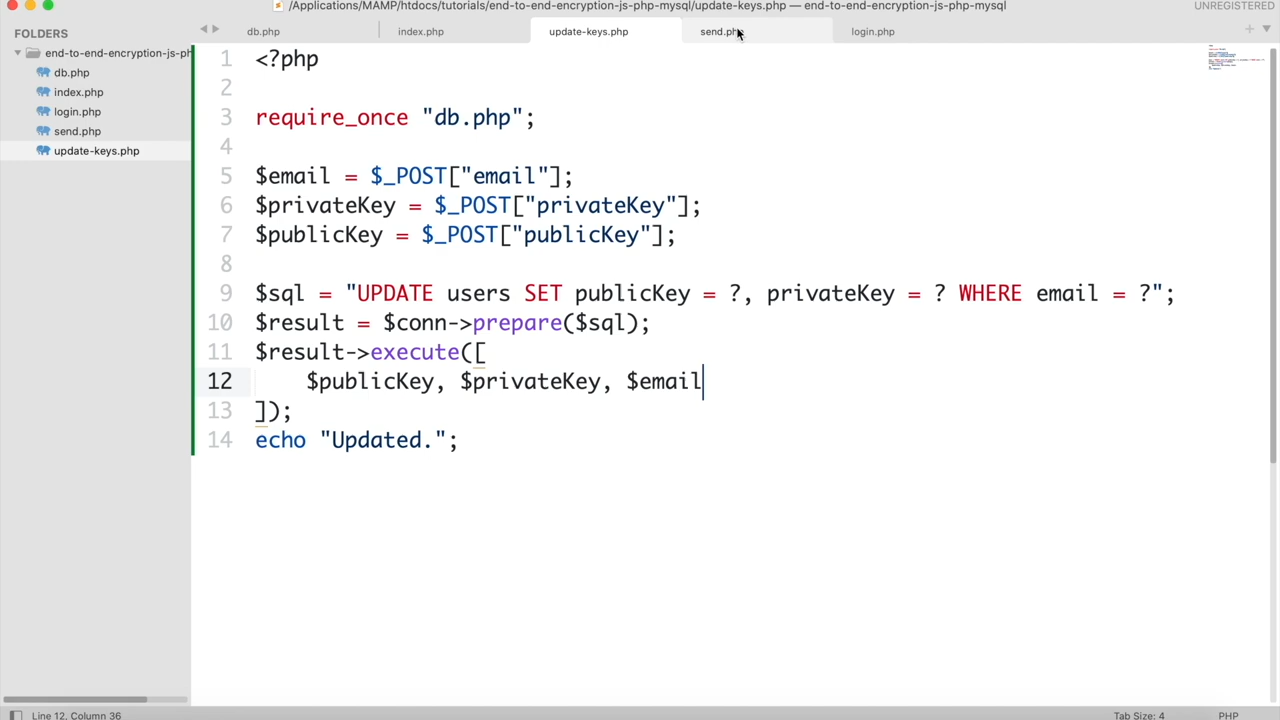 /Applications/MAMP/htdocs/tutorials/end-to-end-encryption-js-php-mysql/update-keys.php — end-to-end-encryption-js-php-mysql
UNREGISTERED
FOLDERS
end-to-end-encryption-js-ph
db.php
index.php
login.php
send.php
update-keys.php
db.php
index.php
update-keys.php
send.php
login.php
1 <?php
2
3 require_once "db.php";
4
5 $email = $_POST["email"];
6 $privateKey = $_POST["privateKey"];
7 $publicKey = $_POST["publicKey"];
8
9 $sql = "UPDATE users SET publicKey = ?, privateKey = ? WHERE email = ?";
10 $result = $conn->prepare($sql);
11 $result->execute([
12 $publicKey, $privateKey, $email
13 ]);
14 echo "Updated.";
Line 12, Column 36
Tab Size: 4
PHP